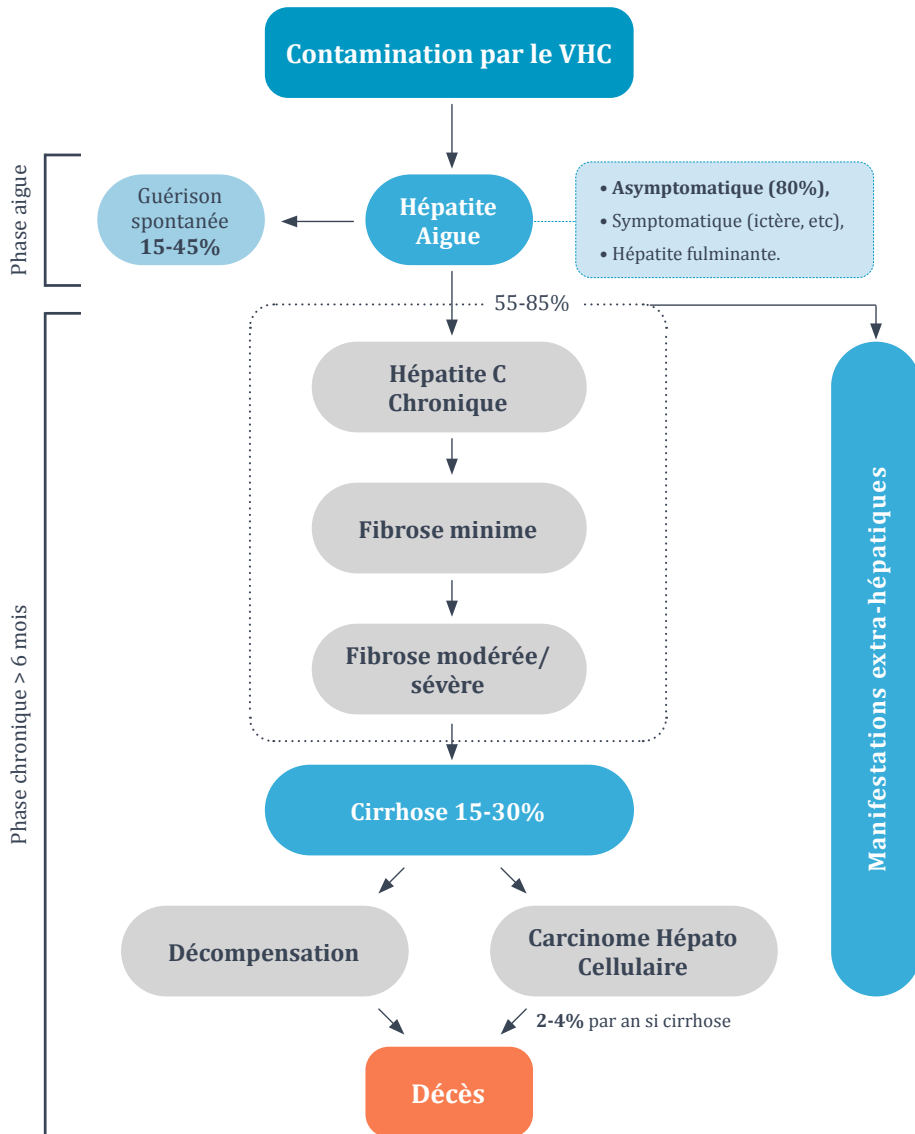 Contamination par le VHC
Phase aigue
Guérison
spontanée
15-45%
Hépatite
Aigue
• Asymptomatique (80%),
• Symptomatique (ictère, etc),
• Hépatite fulminante.
55-85%
Phase chronique > 6 mois
Hépatite C
Chronique
Fibrose minime
Fibrose modérée/
sévère
Manifestations extra-hépatiques
Cirrhose 15-30%
Décompensation
Carcinome Hépato
Cellulaire
2-4% par an si cirrhose
Décès